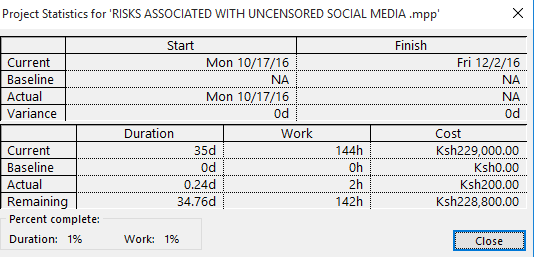 Project Statistics for 'RISKS ASSOCIATED WITH UNCENSORED SOCIAL MEDIA .mpp'
Start Finish
Current Mon 10/17/16 Fri 12/2/16
Baseline NA NA
Actual Mon 10/17/16 NA
Variance 0d 0d
Duration Work Cost
Current 35d 144h Ksh229,000.00
Baseline 0d 0h Ksh0.00
Actual 0.24d 2h Ksh200.00
Remaining 34.76d 142h Ksh228,800.00
Percent complete:
Duration: 1% Work: 1% Close